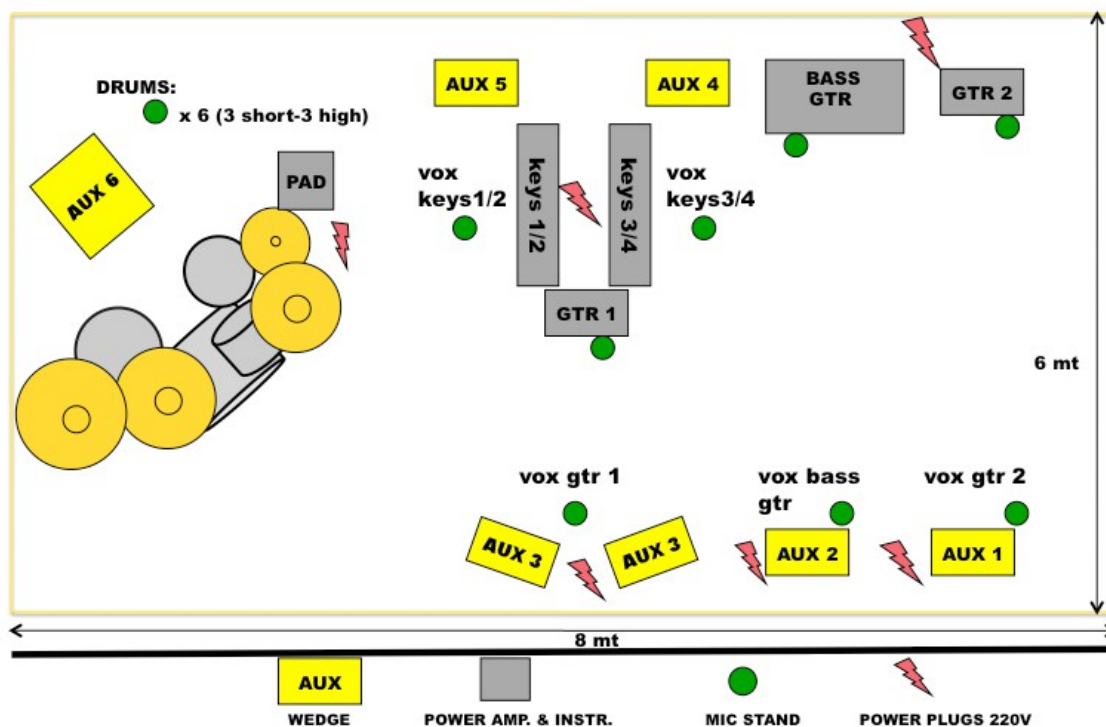 DRUMS:
x 6 (3 short-3 high)
AUX 6
PAD
AUX 5
AUX 4
BASS
GTR
GTR 2
vox
keys1/2
keys 1/2
keys 3/4
vox
keys3/4
GTR 1
6 mt
vox gtr 1
vox bass
gtr
vox gtr 2
AUX 3
AUX 3
AUX 2
AUX 1
8 mt
AUX
WEDGE
POWER AMP. & INSTR.
MIC STAND
POWER PLUGS 220V